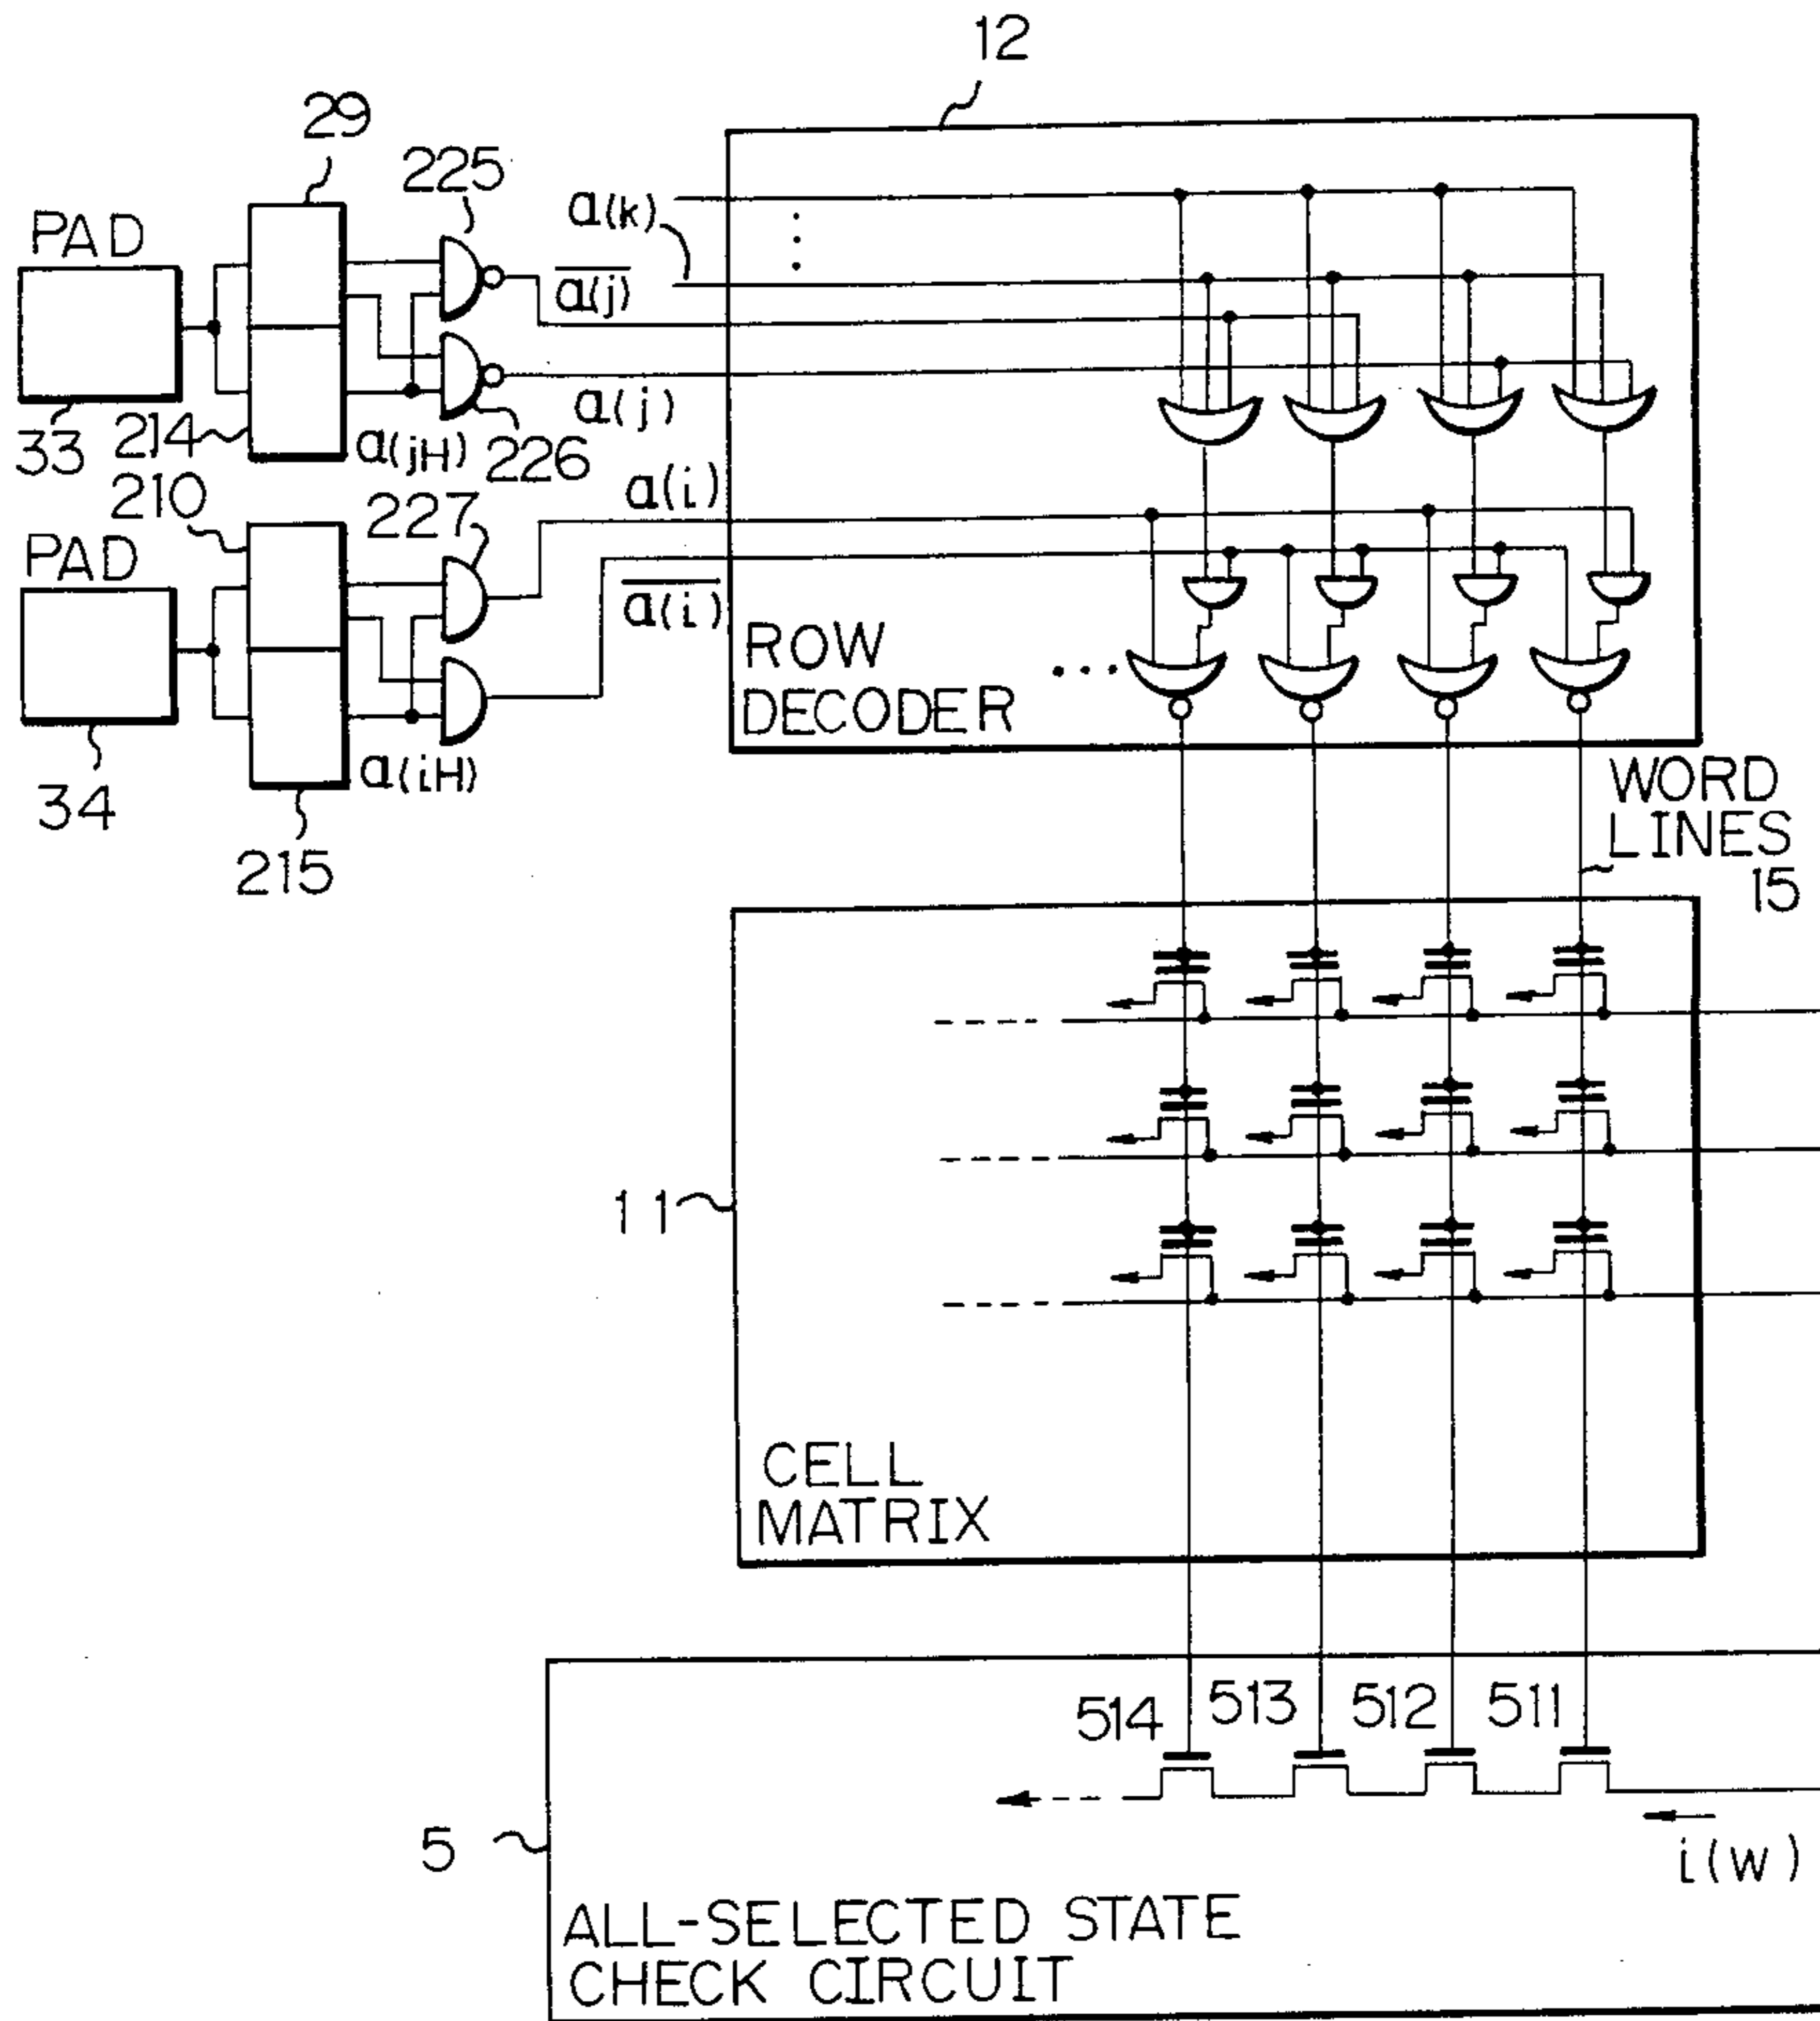 12
29
225
PAD
a(k)
a(j)
33
214
a(jH)
226
a(j)
210
227
a(i)
PAD
a(i)
34
215
a(iH)
ROW
DECODER
WORD
LINES
15
11
CELL
MATRIX
514 513 512 511
5
i(W)
ALL-SELECTED STATE
CHECK CIRCUIT